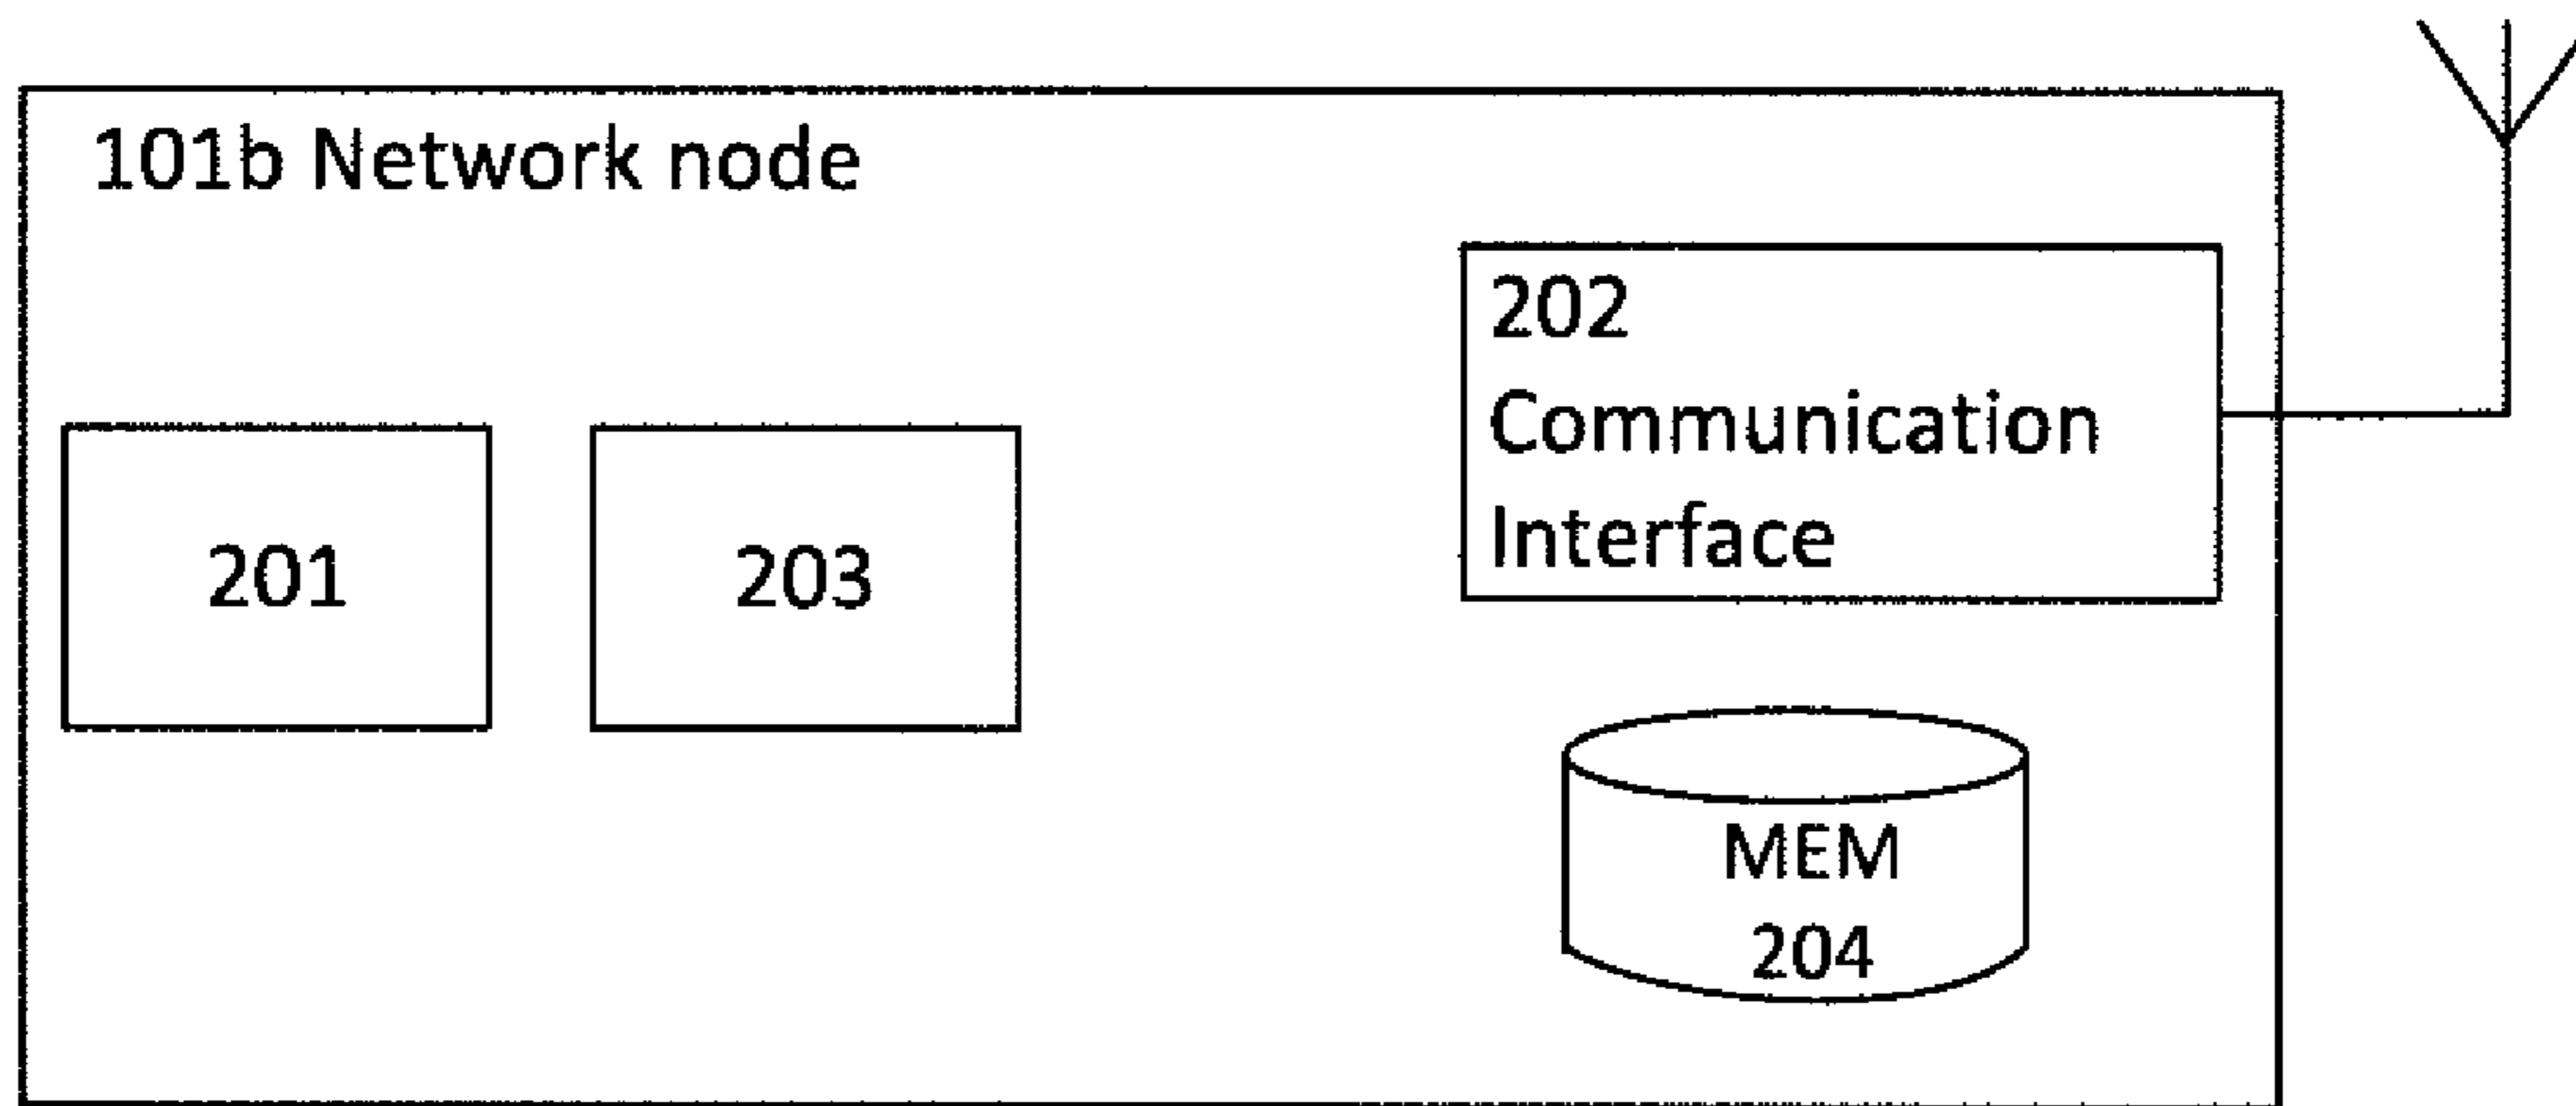 101b Network node
202
Communication
Interface
201
203
MEM
204